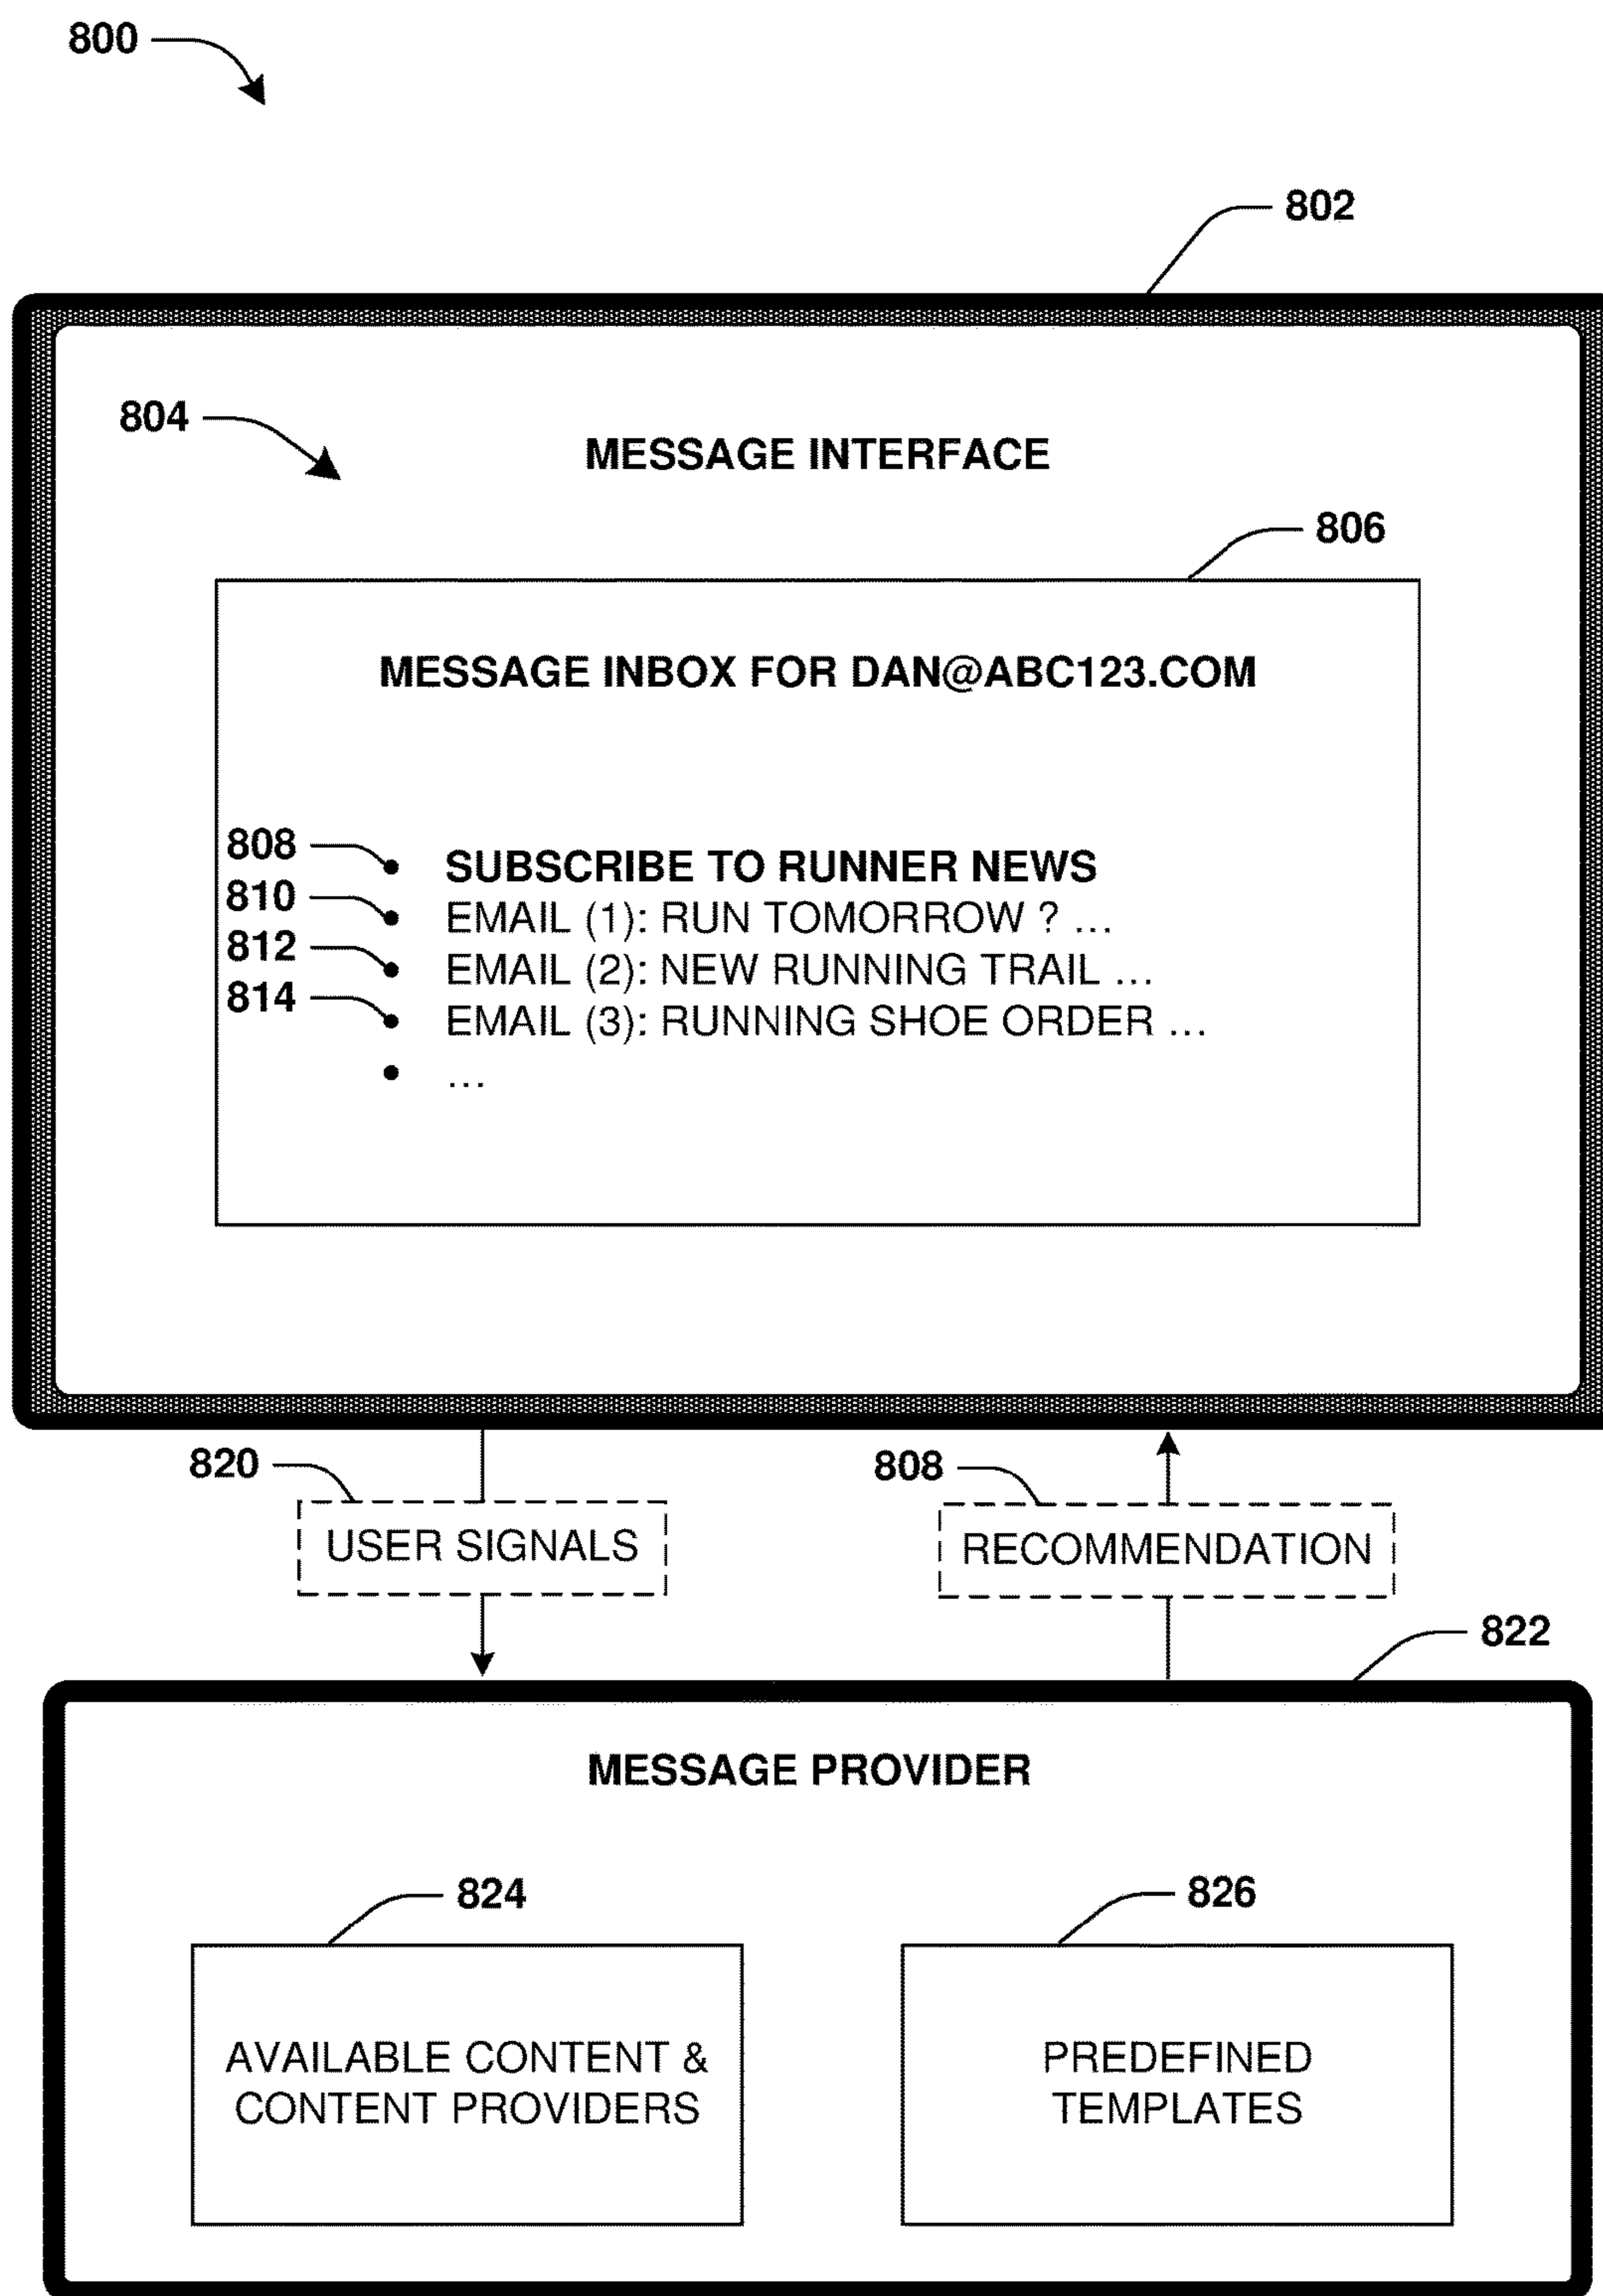 800
802
804
MESSAGE INTERFACE
806
MESSAGE INBOX FOR DAN@ABC123.COM
808 • SUBSCRIBE TO RUNNER NEWS
810 • EMAIL (1): RUN TOMORROW ? ...
812 • EMAIL (2): NEW RUNNING TRAIL ...
814 • EMAIL (3): RUNNING SHOE ORDER ...
• ...
820
USER SIGNALS
808
RECOMMENDATION
822
MESSAGE PROVIDER
824
AVAILABLE CONTENT &
CONTENT PROVIDERS
826
PREDEFINED
TEMPLATES